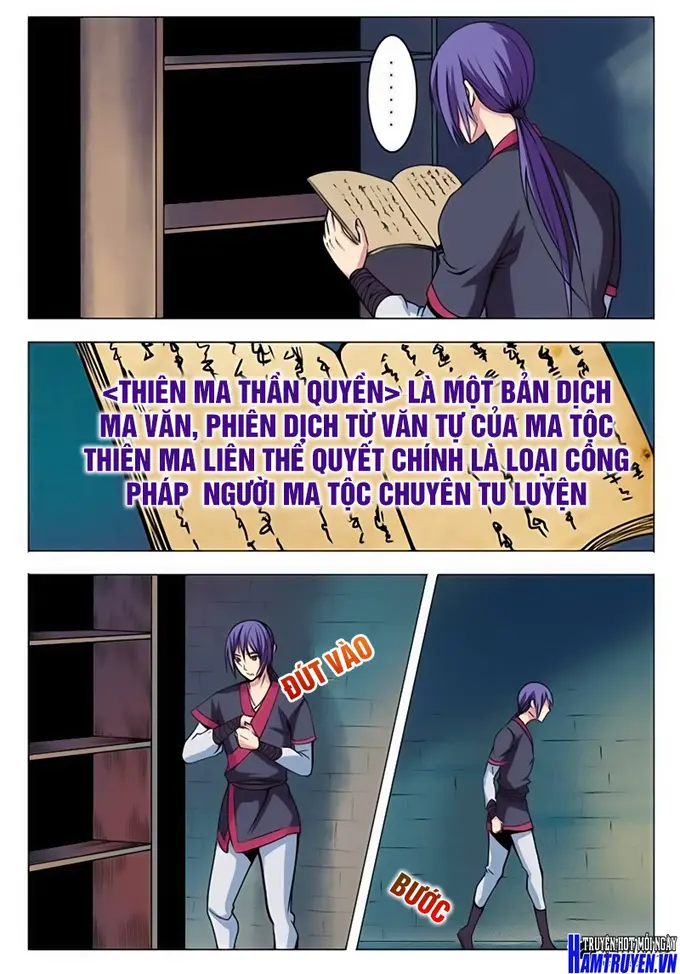 . . . . . .
<THIÊN MA THẦN QUYỀN> LÀ MỘT BẢN DỊCH
MA VĂN, PHIÊN DỊCH TỪ VĂN TỰ CỦA MA TỘC
THIÊN MA LIÊN THỂ QUYẾT CHÍNH LÀ LOẠI CÔNG
PHÁP NGƯỜI MA TỘC CHUYÊN TU LUYỆN
ĐÚT VÀO
BƯỚC
TRUYỆN HOT MỖI NGÀY
HAMTRUYEN.VN